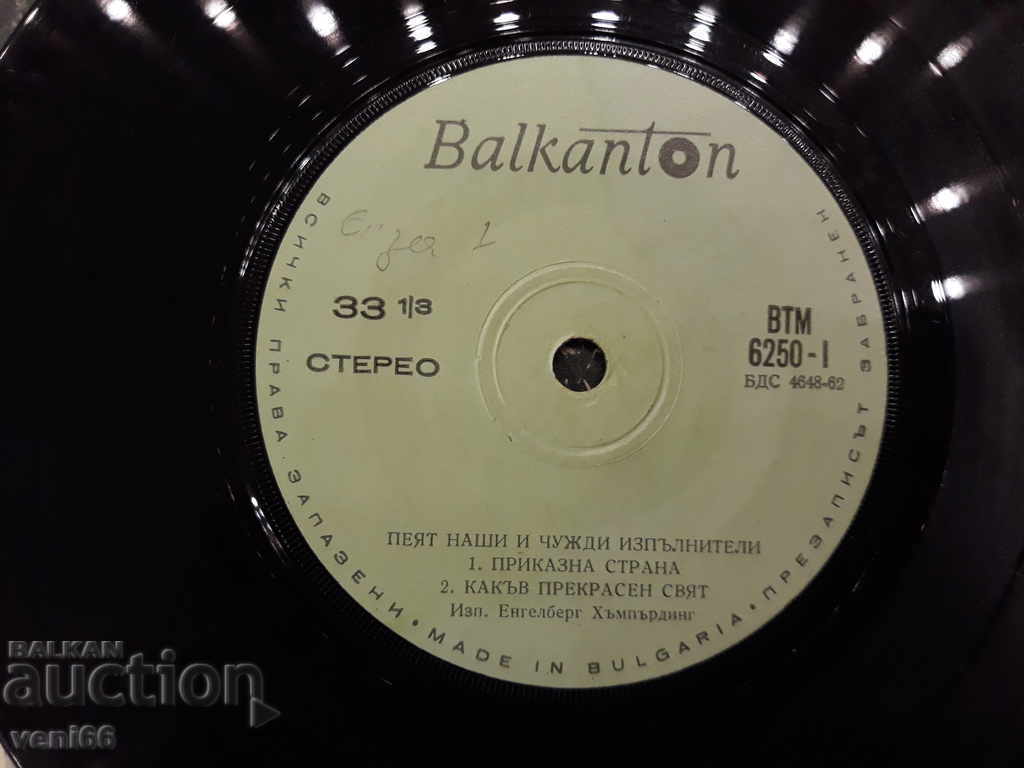 Balkanton
33 1/3
СТЕРЕО
ВТМ
6250-I
БДС 4648-62
ПЕЯТ НАШИ И ЧУЖДИ ИЗПЪЛНИТЕЛИ
1. ПРИКАЗНА СТРАНА
2. КАКЪВ ПРЕКРАСЕН СВЯТ
Изп. Енгелберг Хъмпърдинг
ВСИЧКИ ПРАВА ЗАПАЗЕНИ • MADE IN BULGARIA • ПРЕЗАПИСЪТ ЗАБРАНЕН
BALKAN
auction
veni66